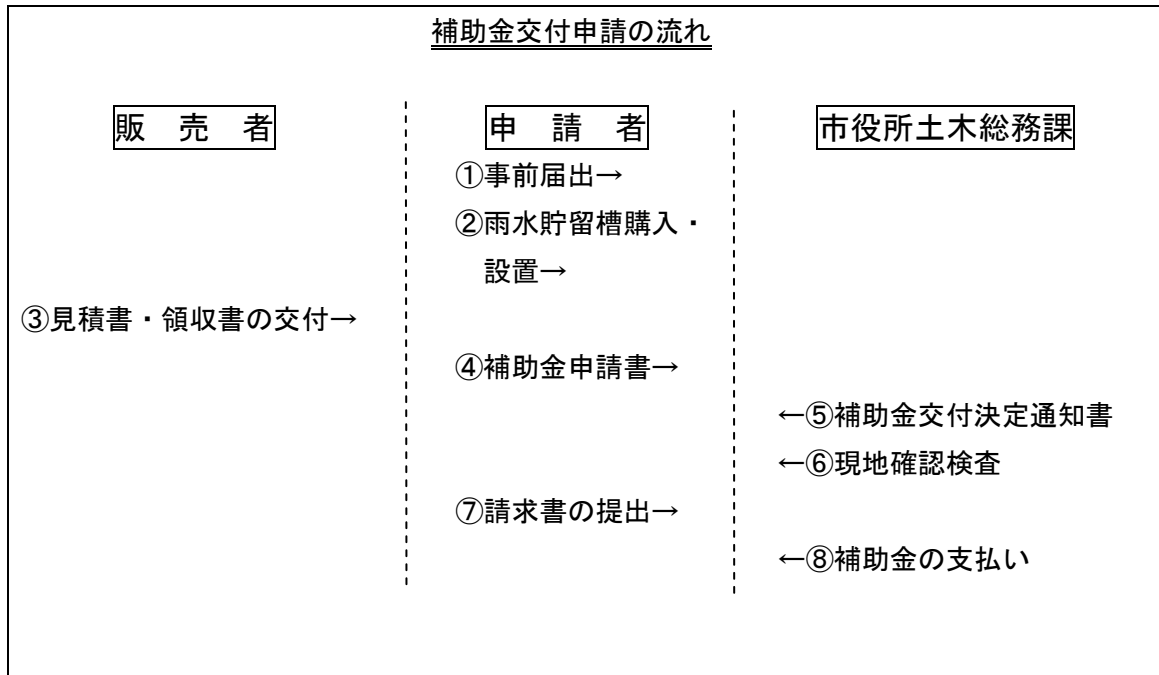 補助金交付申請の流れ
販　売　者
申　請　者
市役所土木総務課
①事前届出→
②雨水貯留槽購入・
設置→
③見積書・領収書の交付→
④補助金申請書→
←⑤補助金交付決定通知書
←⑥現地確認検査
⑦請求書の提出→
←⑧補助金の支払い